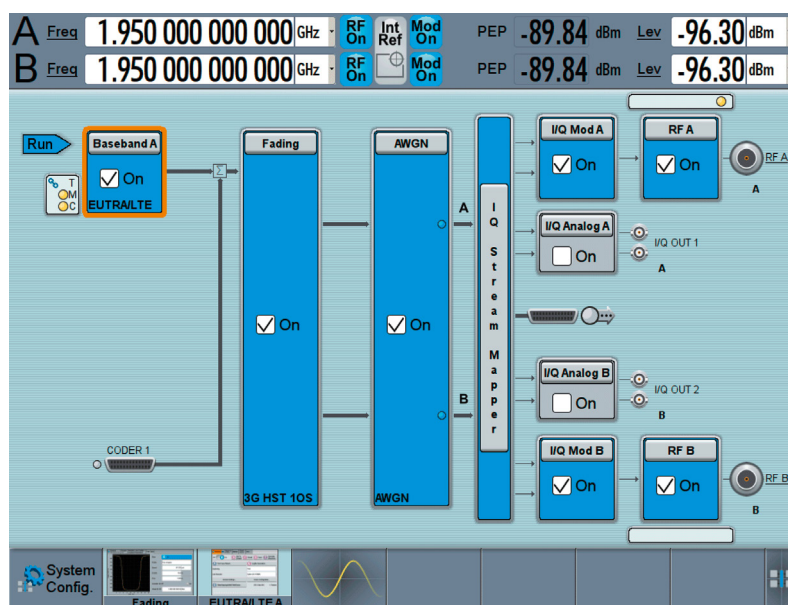 A Freq 1.950 000 000 000 GHz RF On Int Ref Mod On PEP -89.84 dBm Lev -96.30 dBm
B Freq 1.950 000 000 000 GHz RF On Mod On PEP -89.84 dBm Lev -96.30 dBm
Run
Baseband A
On
T
M
C
EUTRA/LTE
Σ
Fading
On
3G HST 1OS
AWGN
On
AWGN
A
B
I
Q
S
t
r
e
a
m
M
a
p
p
e
r
I/Q Mod A
On
RF A
On
RF A
A
I/Q Analog A
On
I/Q OUT 1
A
I/Q Analog B
On
I/Q OUT 2
B
I/Q Mod B
On
RF B
On
RF B
B
CODER 1
System
Config.
Fading
EUTRA/LTE A